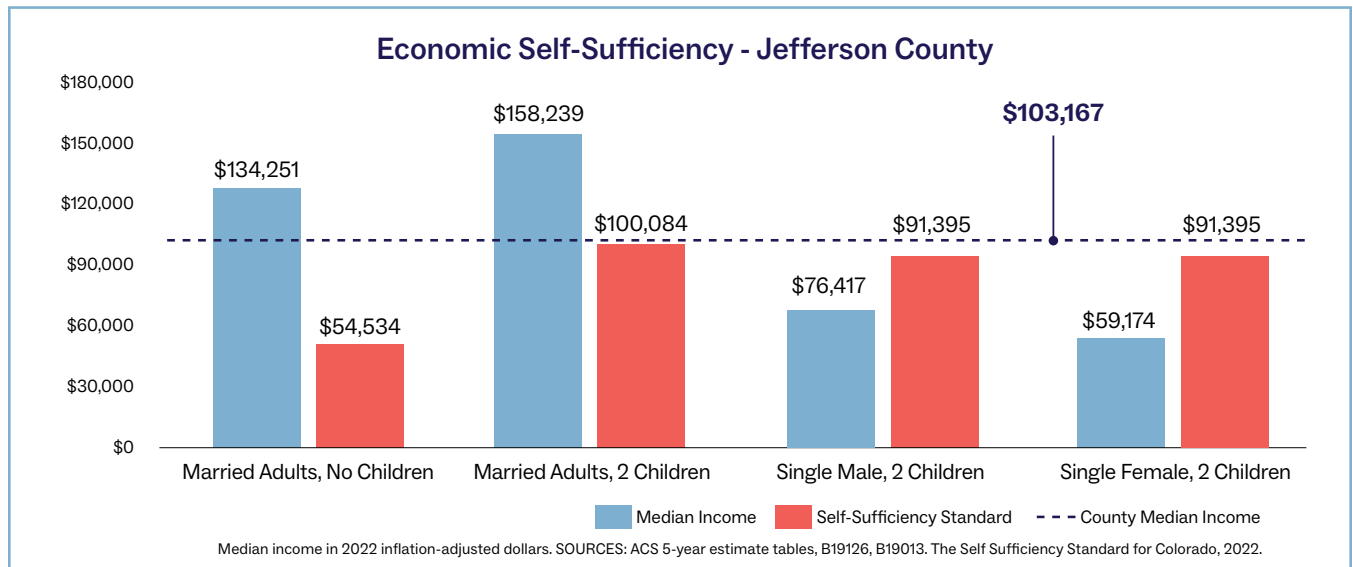 Economic Self-Sufficiency - Jefferson County
$180,000
$150,000
$120,000
$90,000
$60,000
$30,000
$0
$134,251
$54,534
$158,239
$100,084
$76,417
$91,395
$59,174
$91,395
$103,167
Married Adults, No Children
Married Adults, 2 Children
Single Male, 2 Children
Single Female, 2 Children
Median Income
Self-Sufficiency Standard
County Median Income
Median income in 2022 inflation-adjusted dollars. SOURCES: ACS 5-year estimate tables, B19126, B19013. The Self Sufficiency Standard for Colorado, 2022.